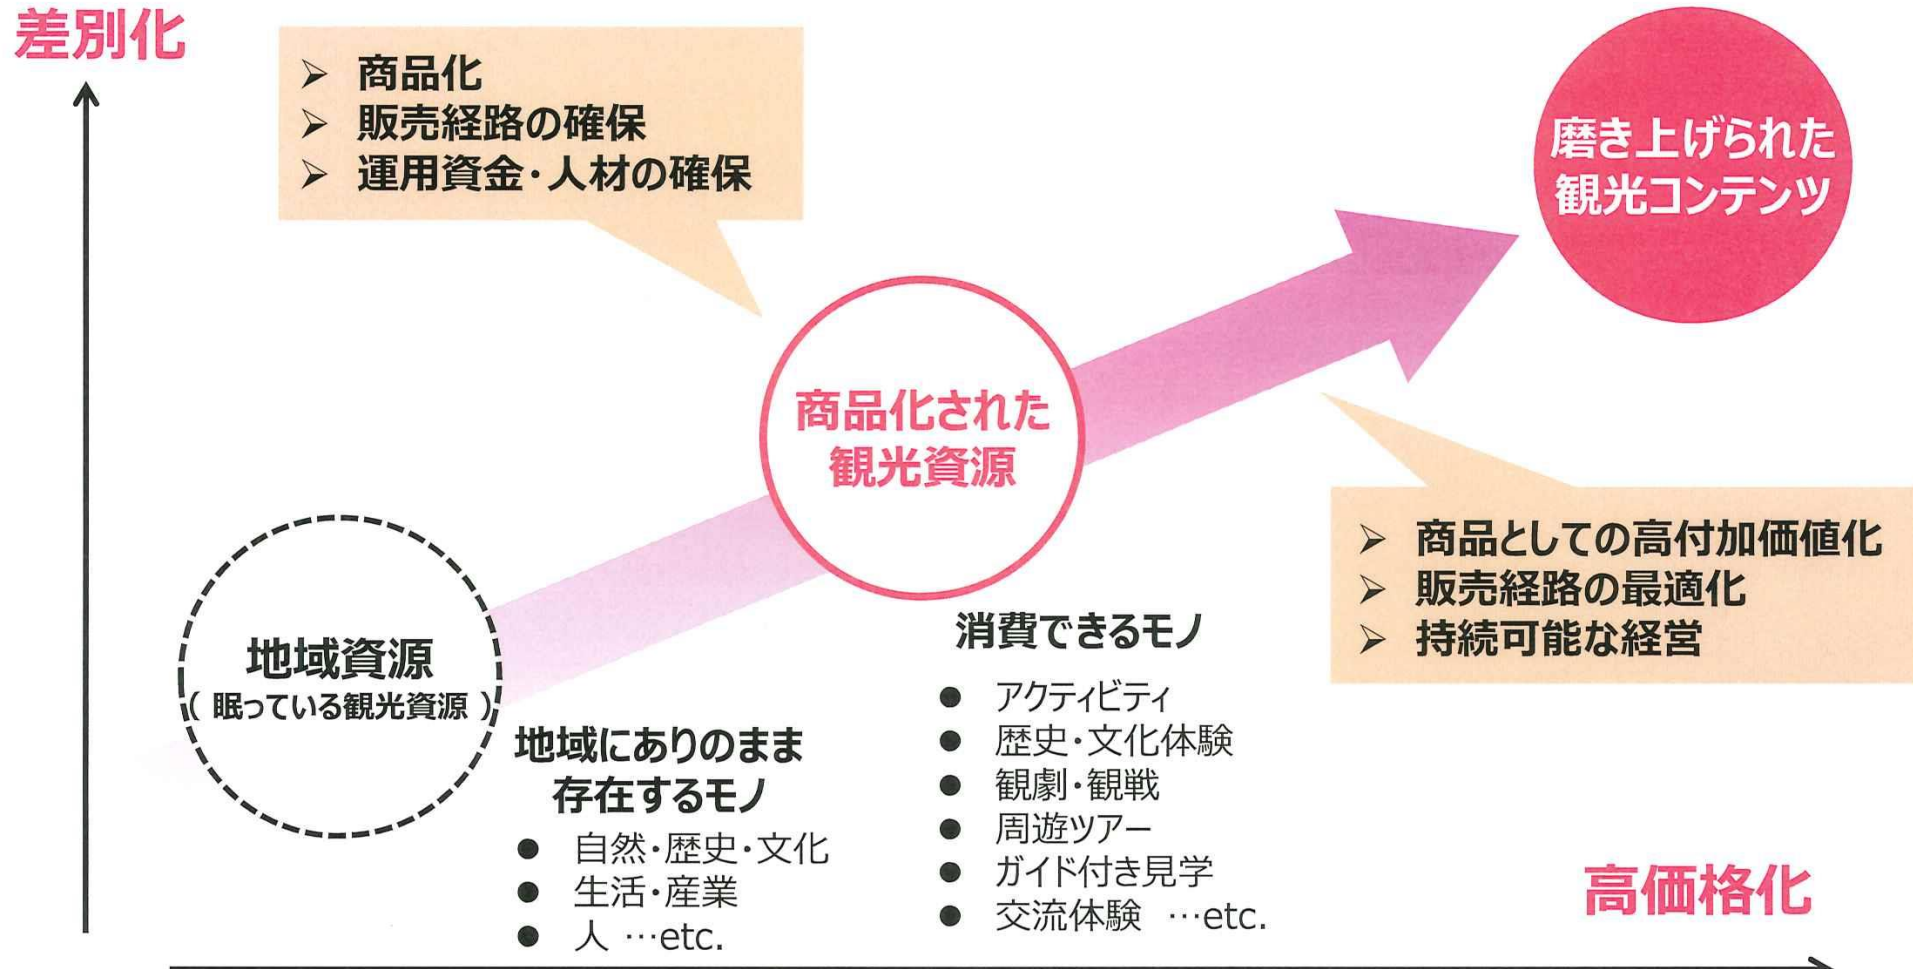 差別化
➢ 商品化
➢ 販売経路の確保
➢ 運用資金・人材の確保
磨き上げられた
観光コンテンツ
商品化された
観光資源
➢ 商品としての高付加価値化
➢ 販売経路の最適化
➢ 持続可能な経営
地域資源
（ 眠っている観光資源 ）
地域にありのまま
存在するモノ
● 自然・歴史・文化
● 生活・産業
● 人 …etc.
消費できるモノ
● アクティビティ
● 歴史・文化体験
● 観劇・観戦
● 周遊ツアー
● ガイド付き見学
● 交流体験 …etc.
高価格化